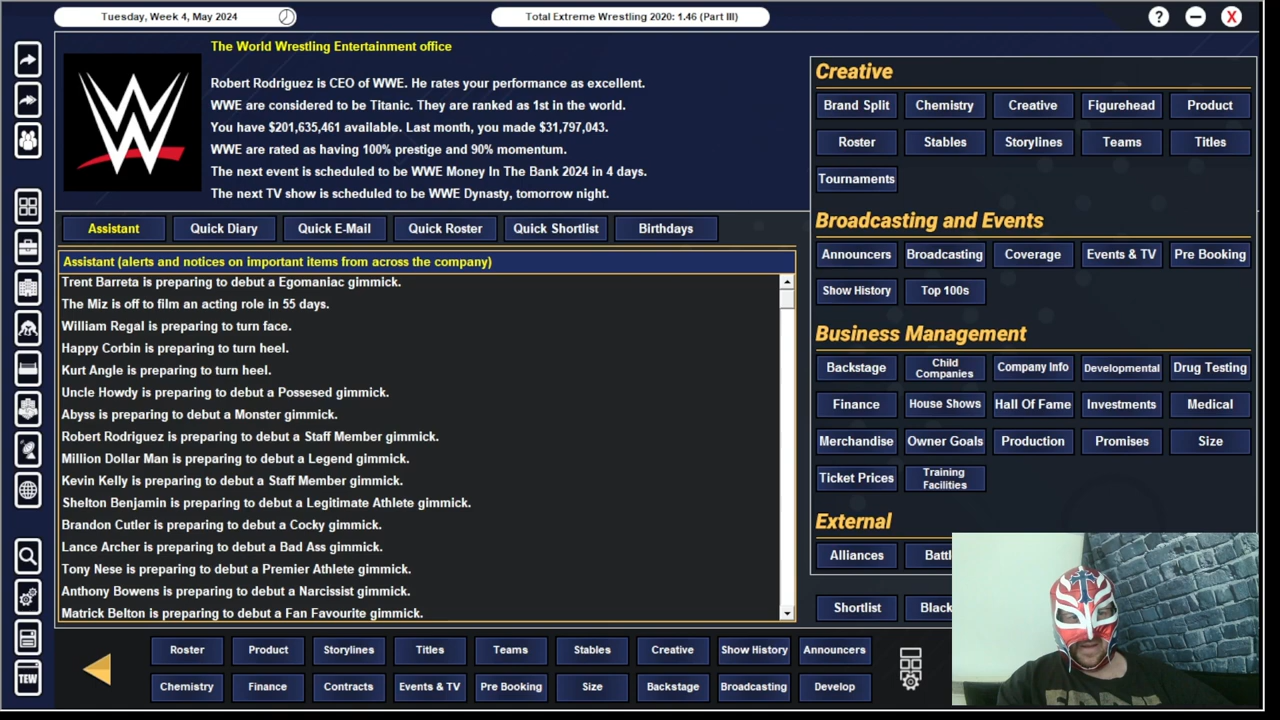 Tuesday, Week 4, May 2024
Total Extreme Wrestling 2020: 1.46 (Part III)
?
X
The World Wrestling Entertainment office
Robert Rodriguez is CEO of WWE. He rates your performance as excellent.
WWE are considered to be Titanic. They are ranked as 1st in the world.
You have $201,635,461 available. Last month, you made $31,797,043.
WWE are rated as having 100% prestige and 90% momentum.
The next event is scheduled to be WWE Money In The Bank 2024 in 4 days.
The next TV show is scheduled to be WWE Dynasty, tomorrow night.
Assistant Quick Diary Quick E-Mail Quick Roster Quick Shortlist Birthdays
Assistant (alerts and notices on important items from across the company)
Trent Barreta is preparing to debut a Egomaniac gimmick.
The Miz is off to film an acting role in 55 days.
William Regal is preparing to turn face.
Happy Corbin is preparing to turn heel.
Kurt Angle is preparing to turn heel.
Uncle Howdy is preparing to debut a Possesed gimmick.
Abyss is preparing to debut a Monster gimmick.
Robert Rodriguez is preparing to debut a Staff Member gimmick.
Million Dollar Man is preparing to debut a Legend gimmick.
Kevin Kelly is preparing to debut a Staff Member gimmick.
Shelton Benjamin is preparing to debut a Legitimate Athlete gimmick.
Brandon Cutler is preparing to debut a Cocky gimmick.
Lance Archer is preparing to debut a Bad Ass gimmick.
Tony Nese is preparing to debut a Premier Athlete gimmick.
Anthony Bowens is preparing to debut a Narcissist gimmick.
Matrick Belton is preparing to debut a Fan Favourite gimmick.
Creative
Brand Split Chemistry Creative Figurehead Product
Roster Stables Storylines Teams Titles
Tournaments
Broadcasting and Events
Announcers Broadcasting Coverage Events & TV Pre Booking
Show History Top 100s
Business Management
Backstage Child Companies Company Info Developmental Drug Testing
Finance House Shows Hall Of Fame Investments Medical
Merchandise Owner Goals Production Promises Size
Ticket Prices Training Facilities
External
Alliances Battl
Shortlist Black
Roster Product Storylines Titles Teams Stables Creative Show History Announcers
Chemistry Finance Contracts Events & TV Pre Booking Size Backstage Broadcasting Develop
TEW